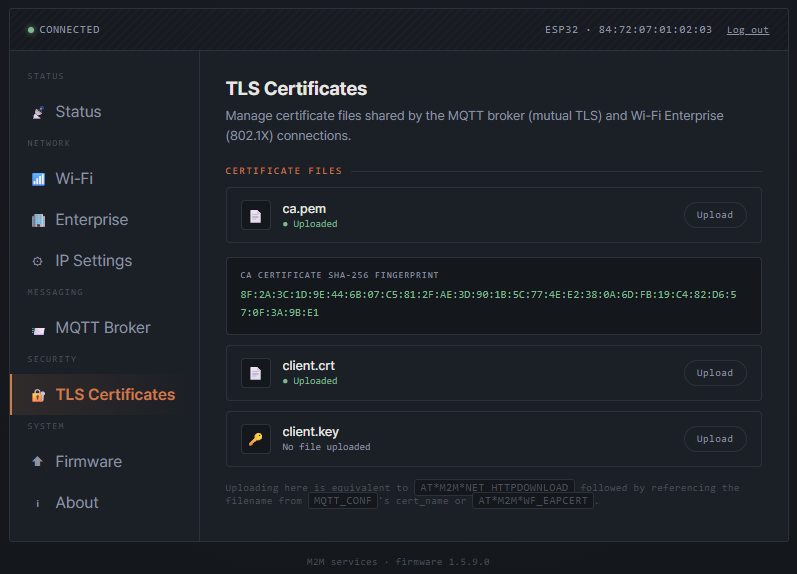 CONNECTED
ESP32 · 84:72:07:01:02:03 Log out
STATUS
Status
NETWORK
Wi-Fi
Enterprise
IP Settings
MESSAGING
MQTT Broker
SECURITY
TLS Certificates
SYSTEM
Firmware
About
TLS Certificates
Manage certificate files shared by the MQTT broker (mutual TLS) and Wi-Fi Enterprise
(802.1X) connections.
CERTIFICATE FILES
ca.pem
Uploaded
Upload
CA CERTIFICATE SHA-256 FINGERPRINT
8F:2A:3C:1D:9E:44:6B:07:C5:81:2F:AE:3D:90:1B:5C:77:4E:E2:38:0A:6D:FB:19:C4:82:D6:5
7:0F:3A:9B:E1
client.crt
Uploaded
Upload
client.key
No file uploaded
Upload
Uploading here is equivalent to AT*M2M*NET_HTTPDOWNLOAD followed by referencing the
filename from MQTT_CONF's cert_name or AT*M2M*WF_EAPCERT.
M2M services · firmware 1.5.9.0